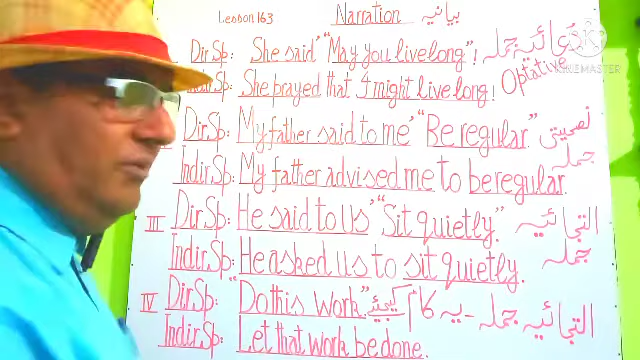 Lesson 163 Narration بیانیہ
Dir Sp: She said "May you live long"! دعائیہ جملہ
Indir Sp: She prayed that I might live long! Optative
Dir Sp: My father said to me "Be regular." نصیحتی
Indir Sp: My father advised me to be regular. جملہ
III Dir Sp: He said to us "Sit quietly" التجائیہ
Indir Sp: He asked us to sit quietly. جملہ
IV Dir Sp: "Do this work" یہ کام کیجیئے - التجائیہ جملہ
Indir Sp: Let that work be done.
KINEMASTER